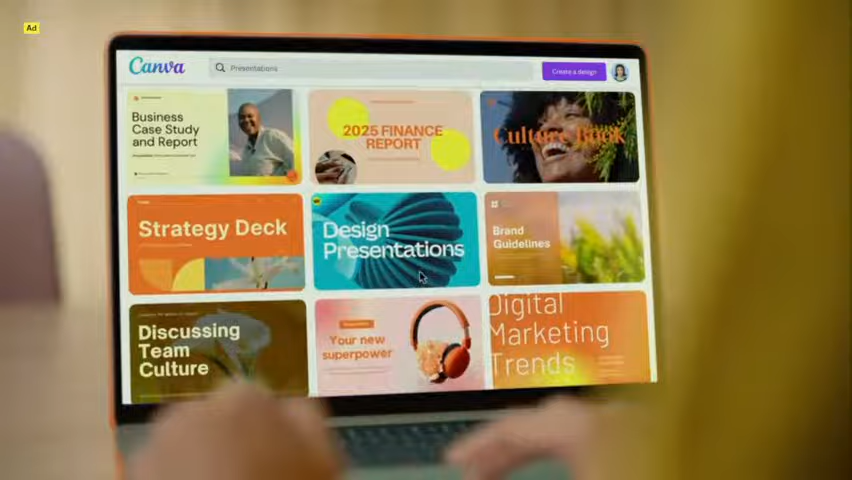 Ad
Canva
Presentations
Create a design
Business
Case Study
and Report
2025 FINANCE
REPORT
Culture Book
Strategy Deck
Design
Presentations
Brand
Guidelines
Discussing
Team
Culture
Your new
superpower
Digital
Marketing
Trends